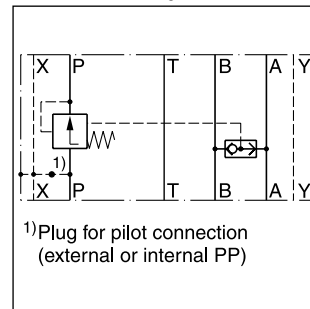 X P T B A Y
1)
X P T B A Y
1) Plug for pilot connection
(external or internal PP)